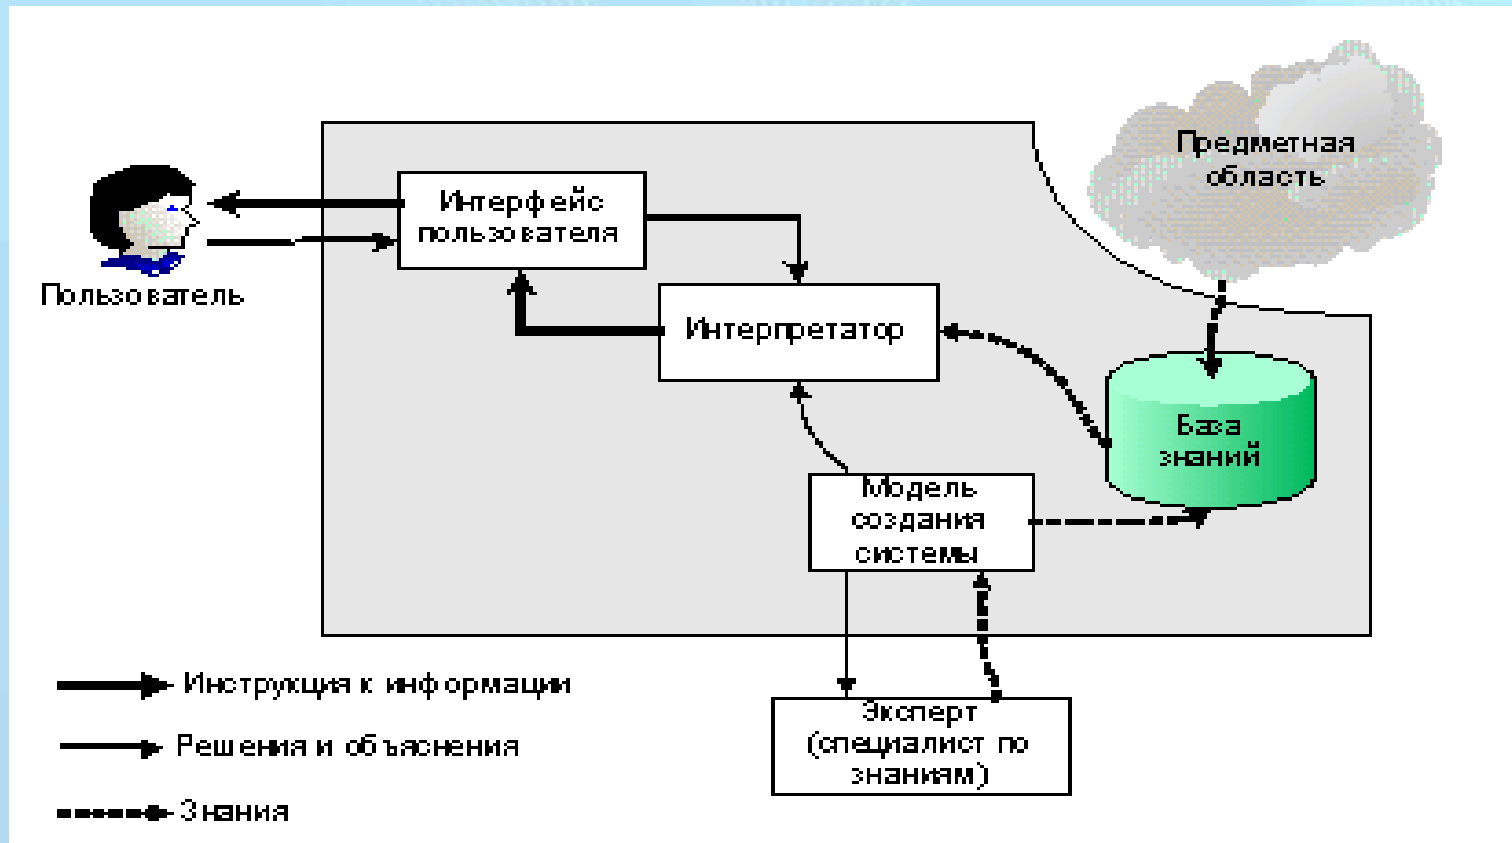 Предметная
область
Интерфейс
пользователя
Пользователь
Интерпретатор
База
знаний
Модель
создания
системы
Инструкция к информации
Эксперт
(специалист по
знаниям)
Решения и объяснения
Знания